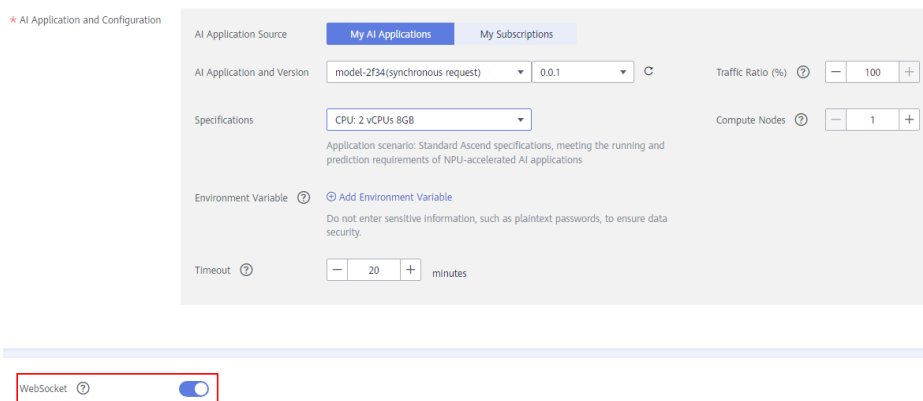 * AI Application and Configuration
AI Application Source
My AI Applications
My Subscriptions
AI Application and Version
model-2f34(synchronous request)
0.0.1
Traffic Ratio (%) ?
— 100 +
Specifications
CPU: 2 vCPUs 8GB
Compute Nodes ?
— 1 +
Application scenario: Standard Ascend specifications, meeting the running and
prediction requirements of NPU-accelerated AI applications
Environment Variable ?
Add Environment Variable
Do not enter sensitive information, such as plaintext passwords, to ensure data
security.
Timeout ?
— 20 +
minutes
WebSocket ?